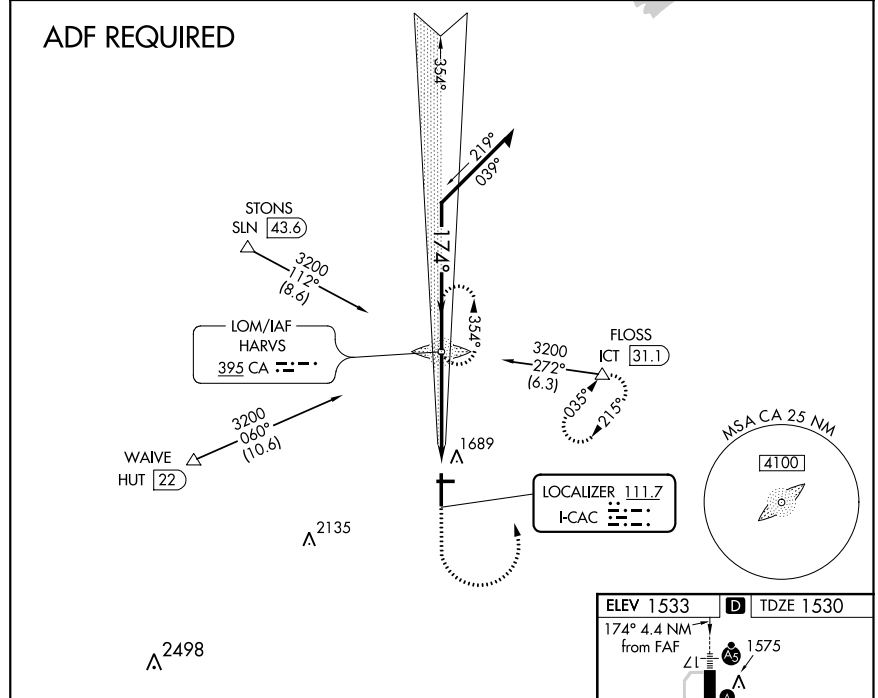 ADF REQUIRED
354°
219°
039°
STONS
SLN 43.6
3200
112°
(8.6)
174°
LOM/IAF
HARVS
395 CA
354°
FLOSS
ICT 31.1
3200
272°
(6.3)
035°
215°
3200
060°
(10.6)
WAIVE
HUT 22
1689
MSA CA 25 NM
4100
LOCALIZER 111.7
I-CAC
2135
2498
ELEV 1533
D
TDZE 1530
174° 4.4 NM
from FAF
17
A5
1575
A